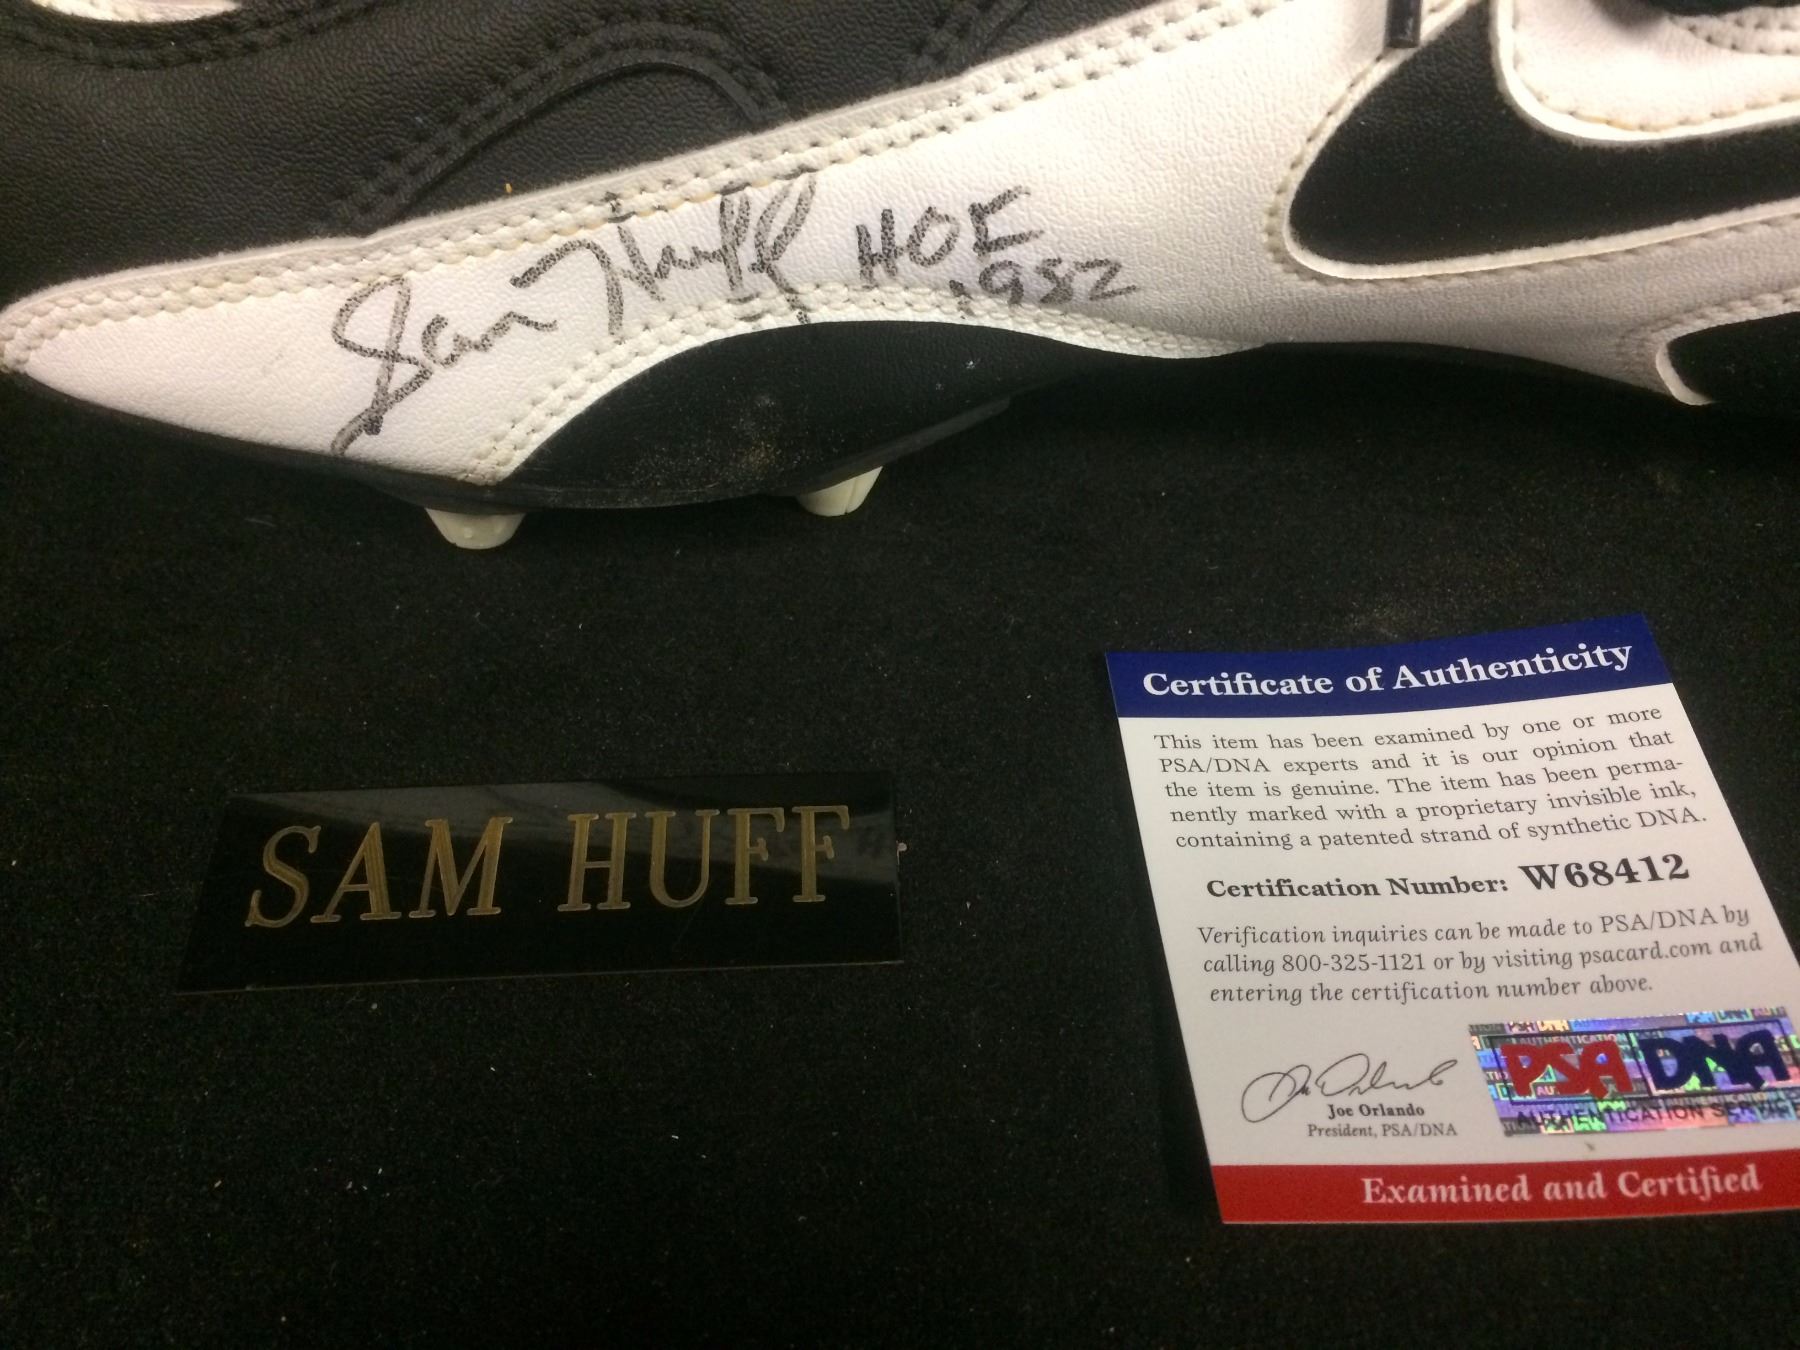 Sam Huff HOF
1982
SAM HUFF
Certificate of Authenticity
This item has been examined by one or more
PSA/DNA experts and it is our opinion that
the item is genuine. The item has been perma-
nently marked with a proprietary invisible ink,
containing a patented strand of synthetic DNA.
Certification Number: W68412
Verification inquiries can be made to PSA/DNA by
calling 800-325-1121 or by visiting psacard.com and
entering the certification number above.
Joe Orlando
President, PSA/DNA
PSA DNA
AUTHENTICATION SERVICES
Examined and Certified